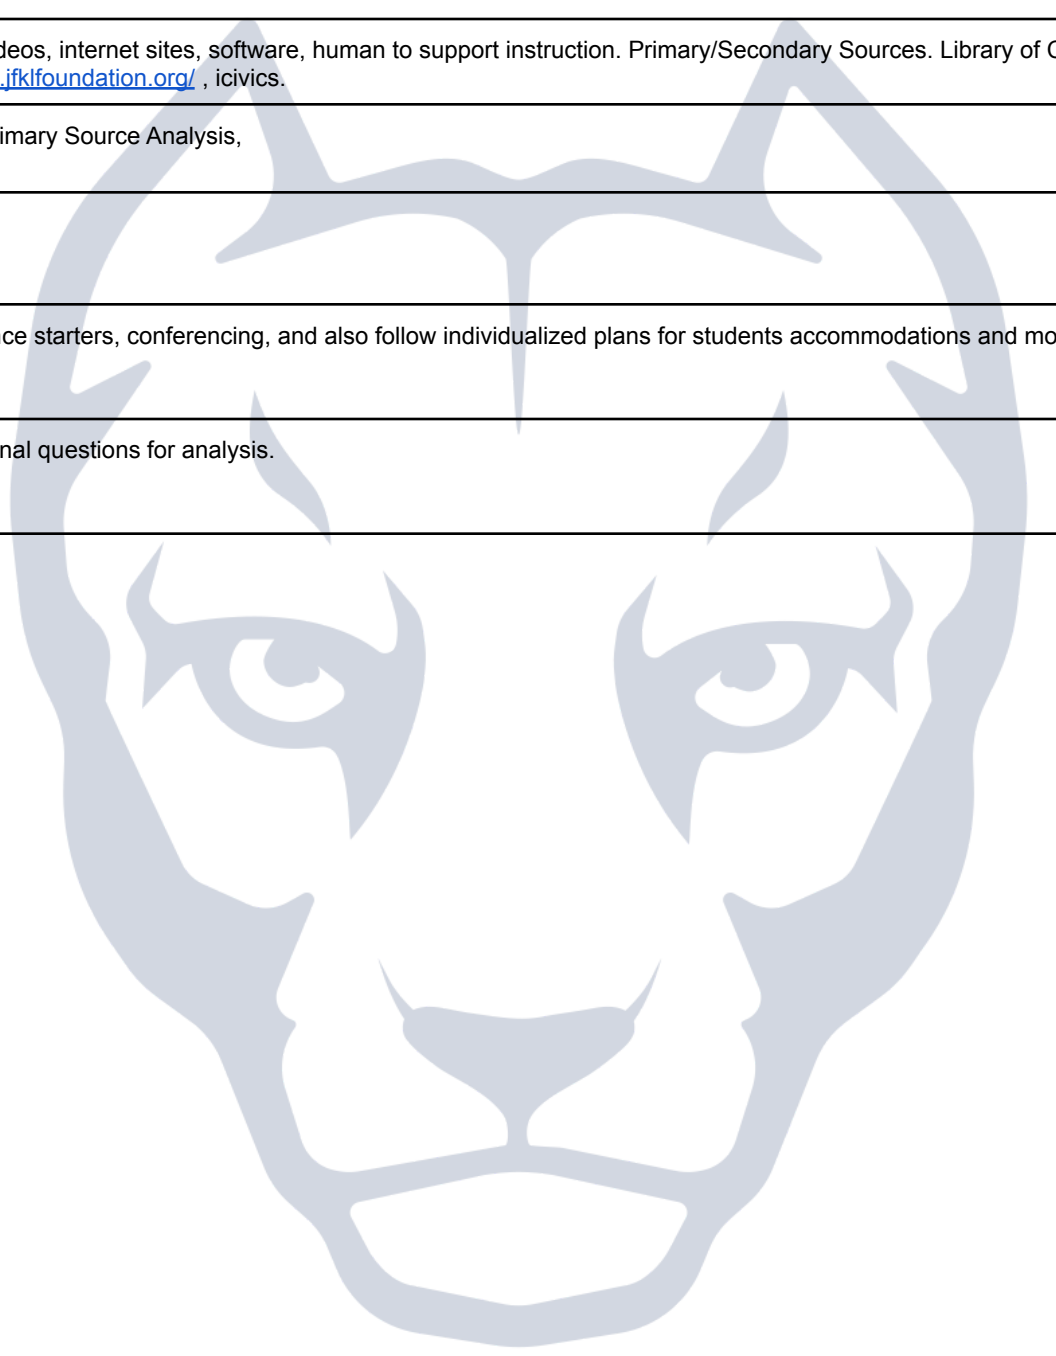 deos, internet sites, software, human to support instruction. Primary/Secondary Sources. Library of
.jfklfoundation.org/ , icivics.
imary Source Analysis,
ce starters, conferencing, and also follow individualized plans for students accommodations and mo
nal questions for analysis.